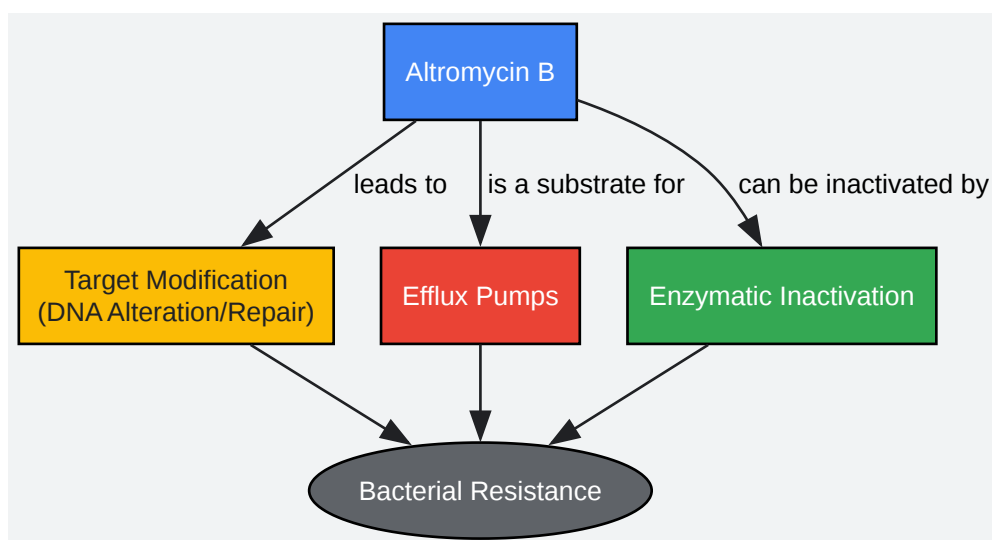 Altromycin B
leads to
is a substrate for
can be inactivated by
Target Modification
(DNA Alteration/Repair)
Efflux Pumps
Enzymatic Inactivation
Bacterial Resistance